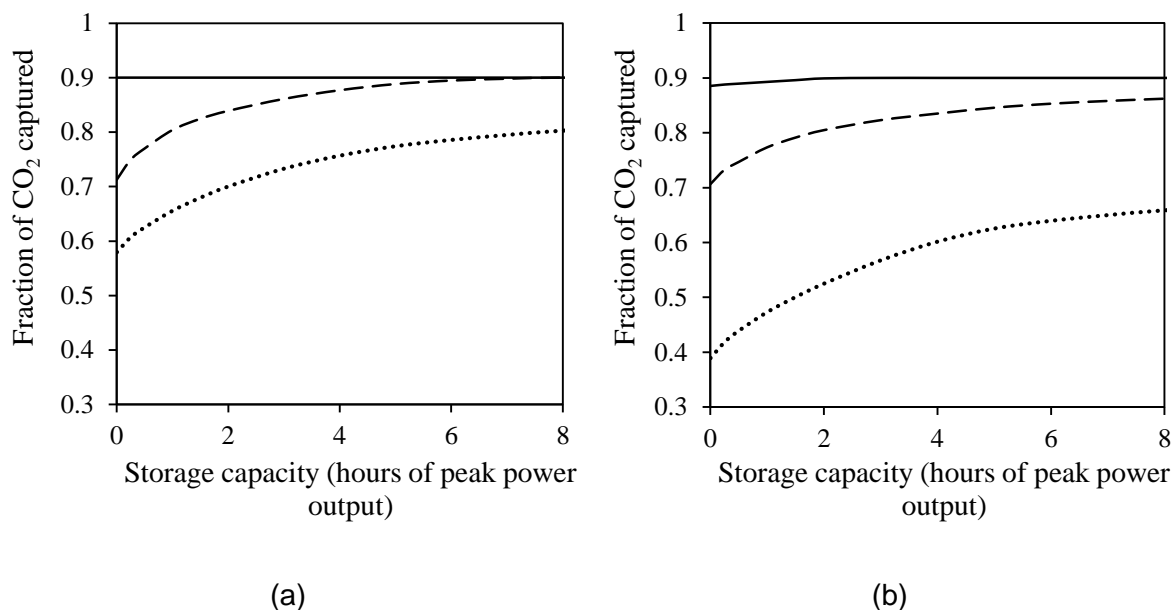 Fraction of CO2 captured
1
0.9
0.8
0.7
0.6
0.5
0.4
0.3
0 2 4 6 8
Storage capacity (hours of peak power
output)
(a)
Fraction of CO2 captured
1
0.9
0.8
0.7
0.6
0.5
0.4
0.3
0 2 4 6 8
Storage capacity (hours of peak power
output)
(b)